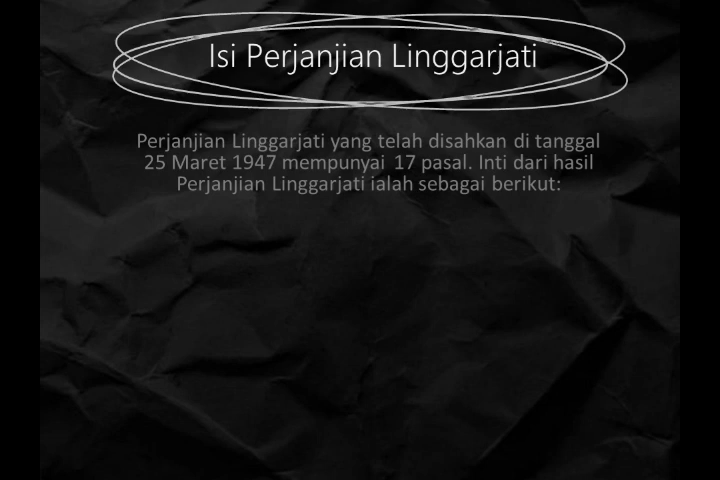 Isi Perjanjian Linggarjati
Perjanjian Linggarjati yang telah disahkan di tanggal
25 Maret 1947 mempunyai 17 pasal. Inti dari hasil
Perjanjian Linggarjati ialah sebagai berikut: